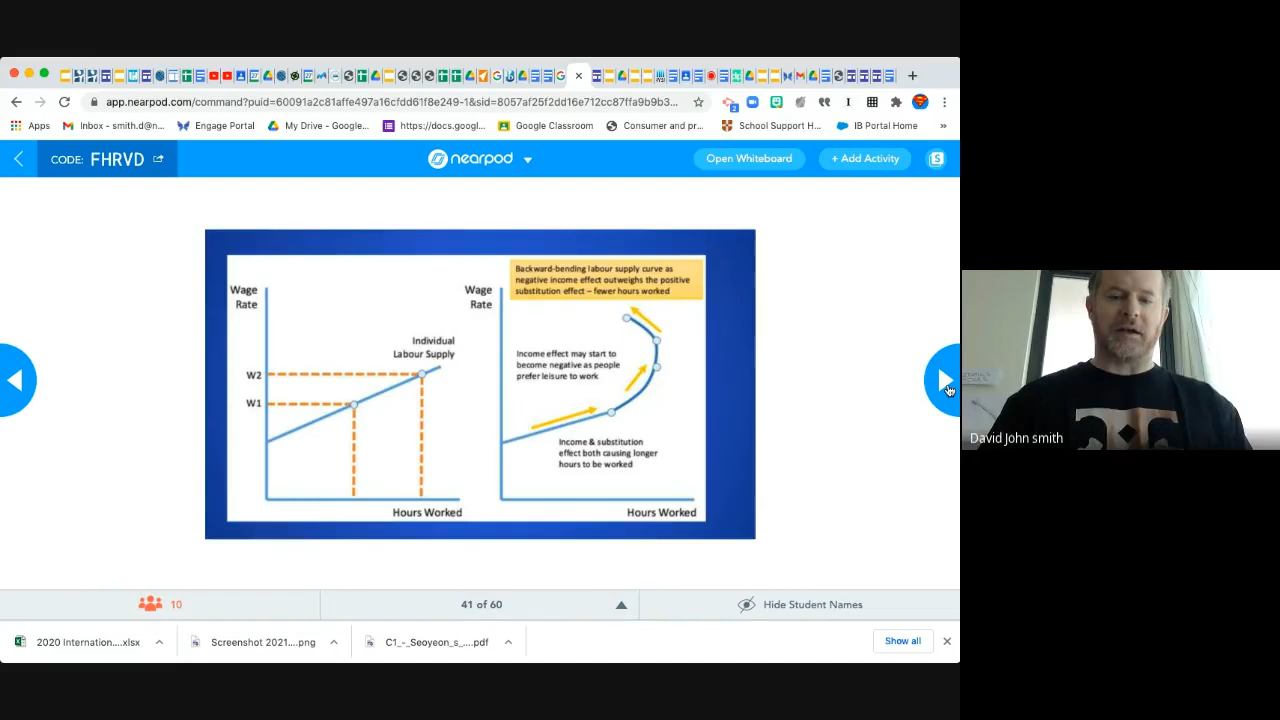 app.nearpod.com/command?puid=60091a2c81affe497a16cfdd61f8e249-1&sid=8057af25f2dd16e712cc87ffa9b9b3...
Apps
Inbox - smith.d@n...
Engage Portal
My Drive - Google...
https://docs.googl...
Google Classroom
Consumer and pr...
School Support H...
IB Portal Home
»
CODE: FHRVD
nearpod
Open Whiteboard
+ Add Activity
S
Wage
Rate
Individual
Labour Supply
W2
W1
Hours Worked
Wage
Rate
Backward-bending labour supply curve as
negative income effect outweighs the positive
substitution effect – fewer hours worked
Income effect may start to
become negative as people
prefer leisure to work
Income & substitution
effect both causing longer
hours to be worked
Hours Worked
David John smith
10
41 of 60
Hide Student Names
2020 Internation....xlsx
Screenshot 2021....png
C1_-_Seoyeon_s_....pdf
Show all